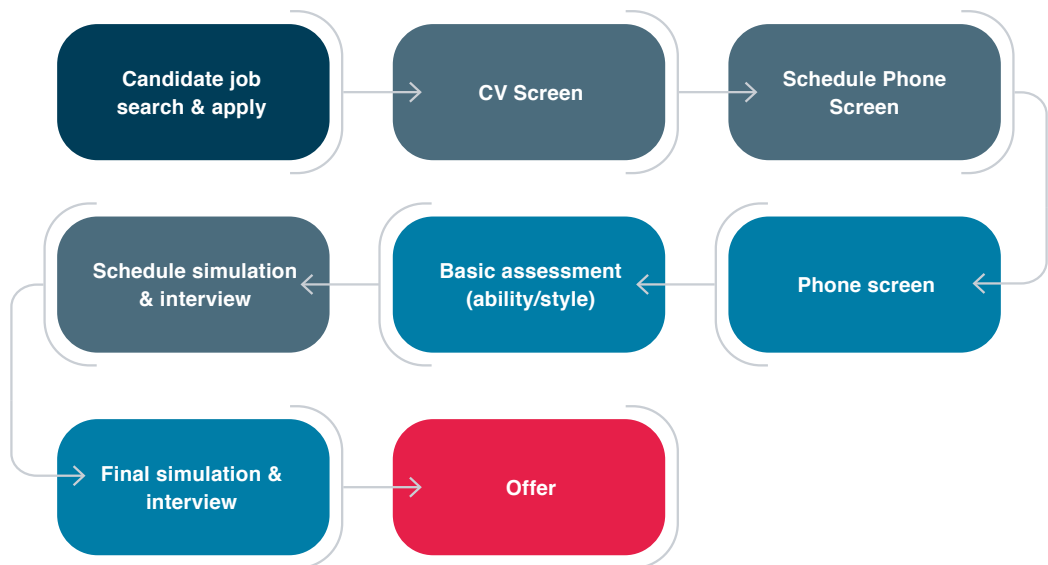 Candidate job
search & apply
CV Screen
Schedule Phone
Screen
Phone screen
Basic assessment
(ability/style)
Schedule simulation
& interview
Final simulation &
interview
Offer